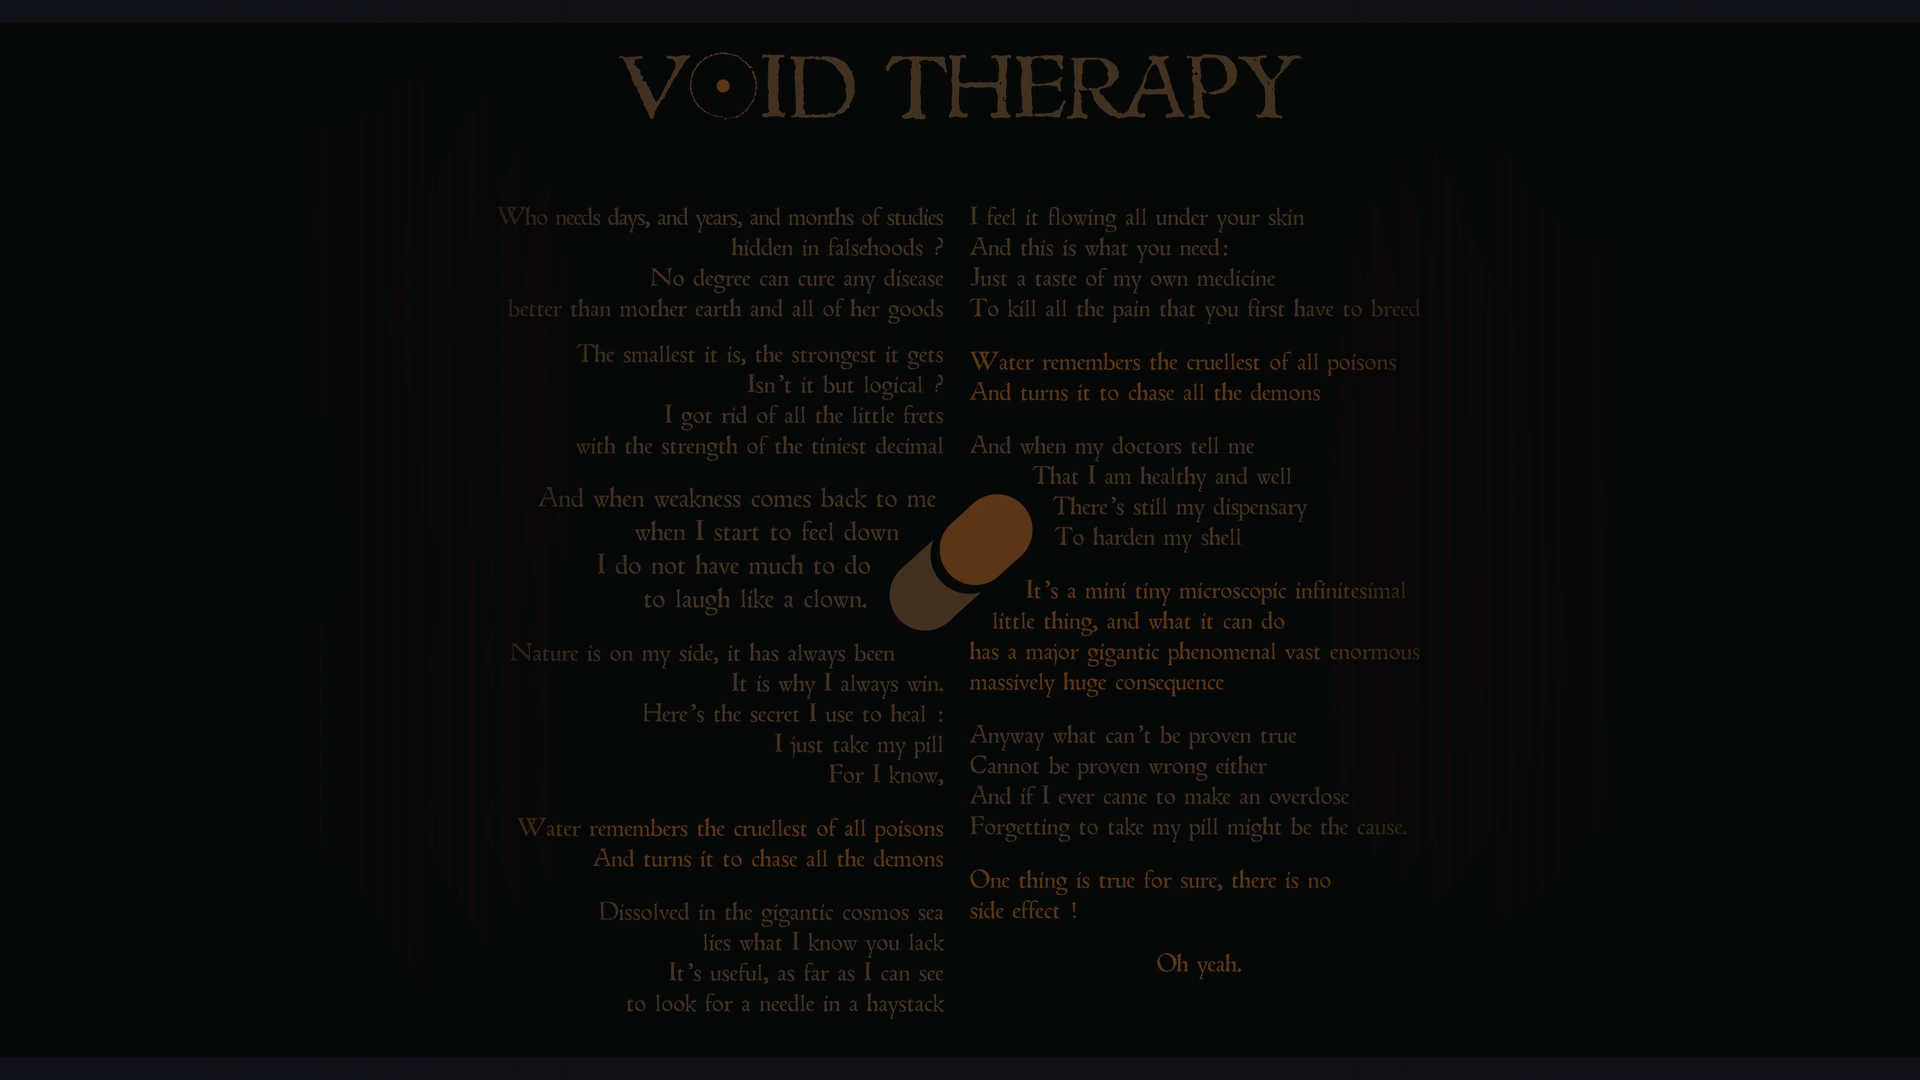 VOID THERAPY
Who needs days, and years, and months of studies
hidden in falsehoods ?
No degree can cure any disease
better than mother earth and all of her goods
The smallest it is, the strongest it gets
Isn't it but logical ?
I got rid of all the little frets
with the strength of the tiniest decimal
And when weakness comes back to me
when I start to feel down
I do not have much to do
to laugh like a clown.
Nature is on my side, it has always been
It is why I always win.
Here's the secret I use to heal :
I just take my pill
For I know,
Water remembers the cruellest of all poisons
And turns it to chase all the demons
Dissolved in the gigantic cosmos sea
lies what I know you lack
It's useful, as far as I can see
to look for a needle in a haystack
I feel it flowing all under your skin
And this is what you need:
Just a taste of my own medicine
To kill all the pain that you first have to breed
Water remembers the cruellest of all poisons
And turns it to chase all the demons
And when my doctors tell me
That I am healthy and well
There's still my dispensary
To harden my shell
It's a mini tiny microscopic infinitesimal
little thing, and what it can do
has a major gigantic phenomenal vast enormous
massively huge consequence
Anyway what can't be proven true
Cannot be proven wrong either
And if I ever came to make an overdose
Forgetting to take my pill might be the cause.
One thing is true for sure, there is no
side effect !
Oh yeah.